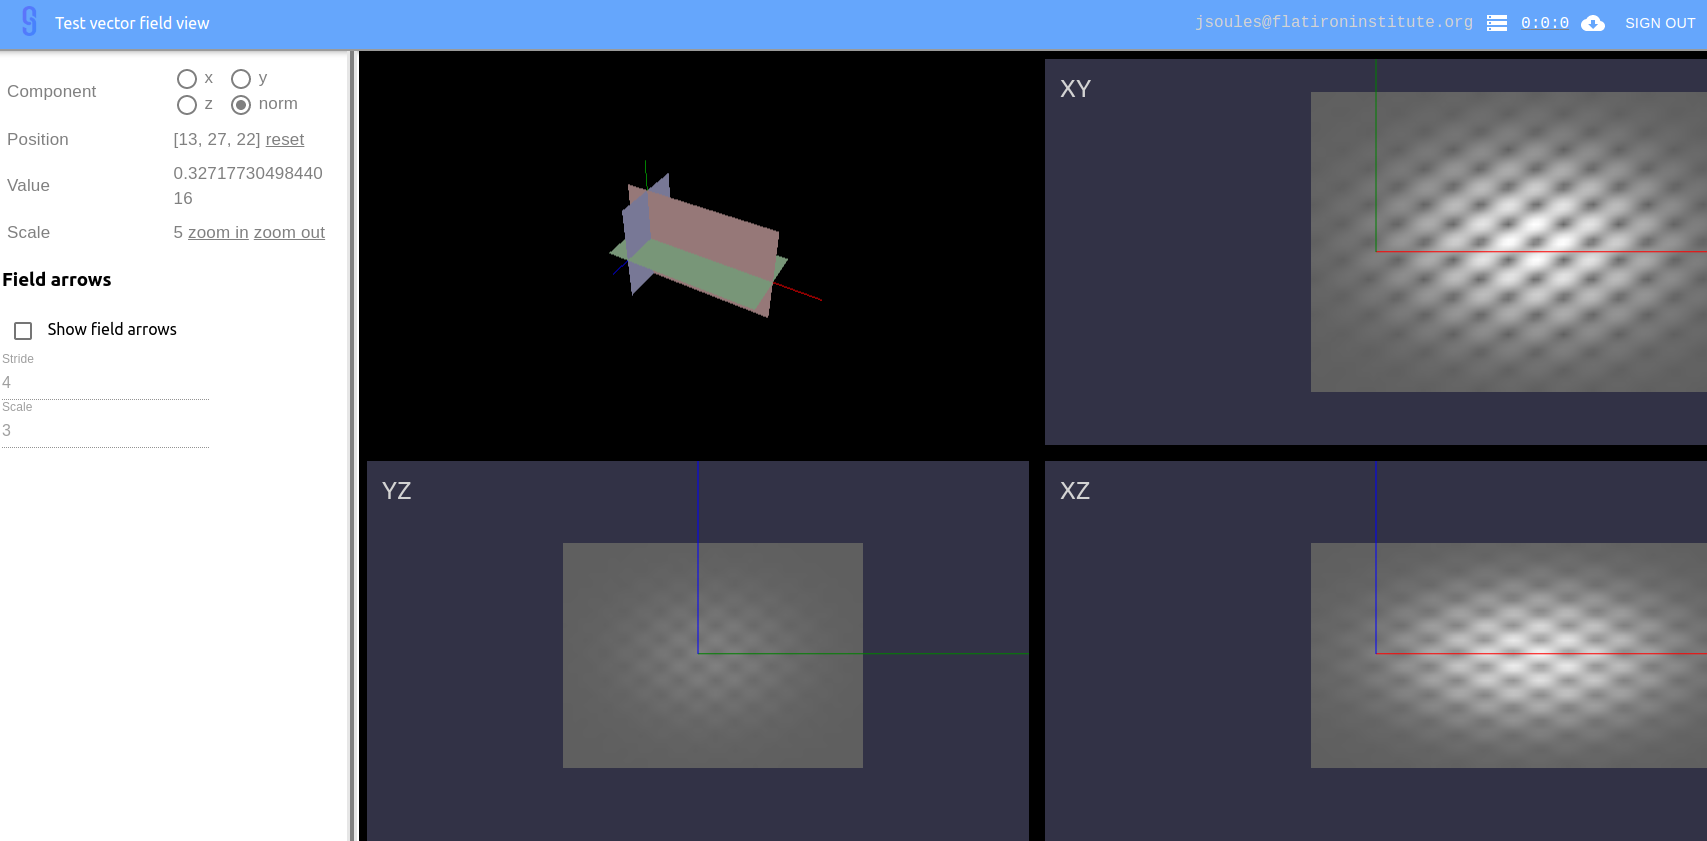 Test vector field view
jsoules@flatironinstitute.org 0:0:0 SIGN OUT
Component
x y
z norm
Position [13, 27, 22] reset
Value 0.32717730498440
16
Scale 5 zoom in zoom out
Field arrows
Show field arrows
Stride
4
Scale
3
XY
YZ
XZ